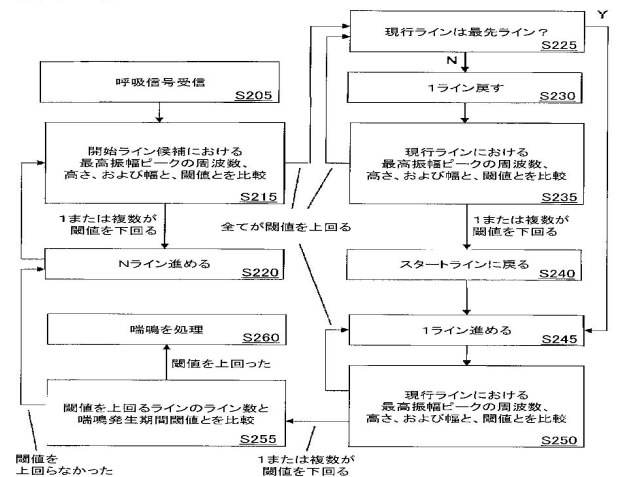 呼吸信号受信
S205
開始ライン候補における
最高振幅ピークの周波数、
高さ、および幅と、閾値とを比較
S215
1または複数が
閾値を下回る
Nライン進める
S220
現行ラインは最先ライン?
S225
Y
N
1ライン戻す
S230
現行ラインにおける
最高振幅ピークの周波数、
高さ、および幅と、閾値とを比較
S235
全てが閾値を上回る
1または複数が
閾値を下回る
スタートラインに戻る
S240
1ライン進める
S245
現行ラインにおける
最高振幅ピークの周波数、
高さ、および幅と、閾値とを比較
S250
1または複数が
閾値を下回る
閾値を上回るラインのライン数と
喘鳴発生期間閾値とを比較
S255
閾値を上回った
喘鳴を処理
S260
閾値を
上回らなかった